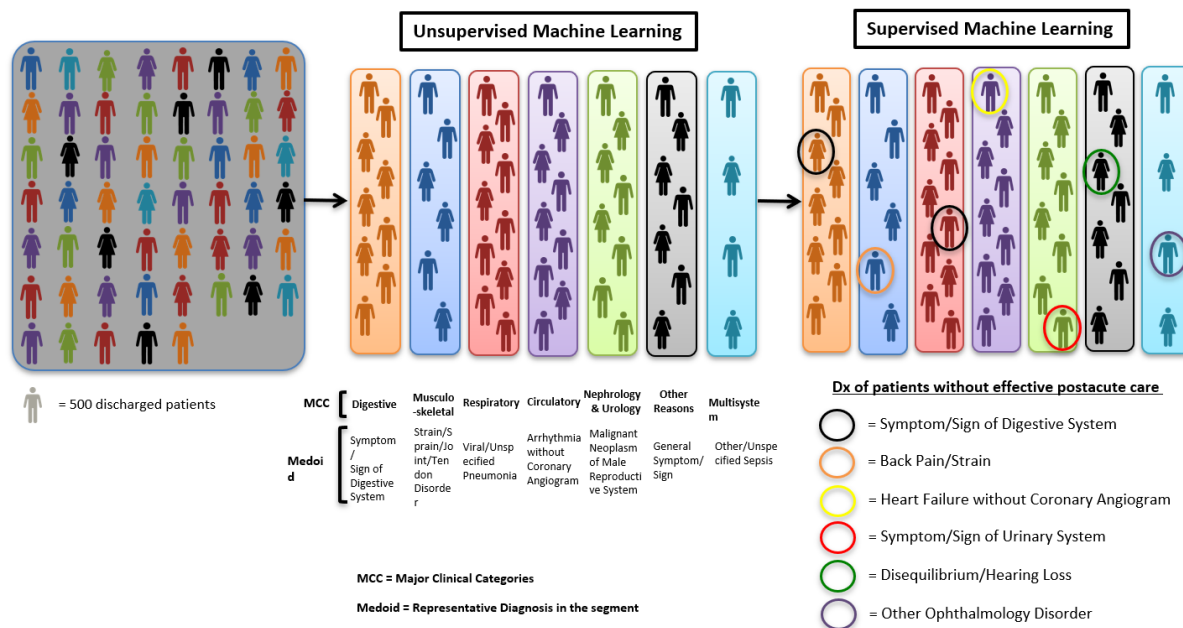 Unsupervised Machine Learning
Supervised Machine Learning
= 500 discharged patients
MCC
Digestive
Musculo
-skeletal
Respiratory
Circulatory
Nephrology
& Urology
Other
Reasons
Multisyste
m
Medoi
d
Symptom
/
Sign of
Digestive
System
Strain/S
prain/Jo
int/Ten
don
Disorde
r
Viral/Unsp
ecified
Pneumonia
Arrhythmia
without
Coronary
Angiogram
Malignant
Neoplasm
of Male
Reproducti
ve System
General
Symptom/
Sign
Other/Unspe
cified Sepsis
MCC = Major Clinical Categories
Medoid = Representative Diagnosis in the segment
Dx of patients without effective postacute care
= Symptom/Sign of Digestive System
= Back Pain/Strain
= Heart Failure without Coronary Angiogram
= Symptom/Sign of Urinary System
= Disequilibrium/Hearing Loss
= Other Ophthalmology Disorder